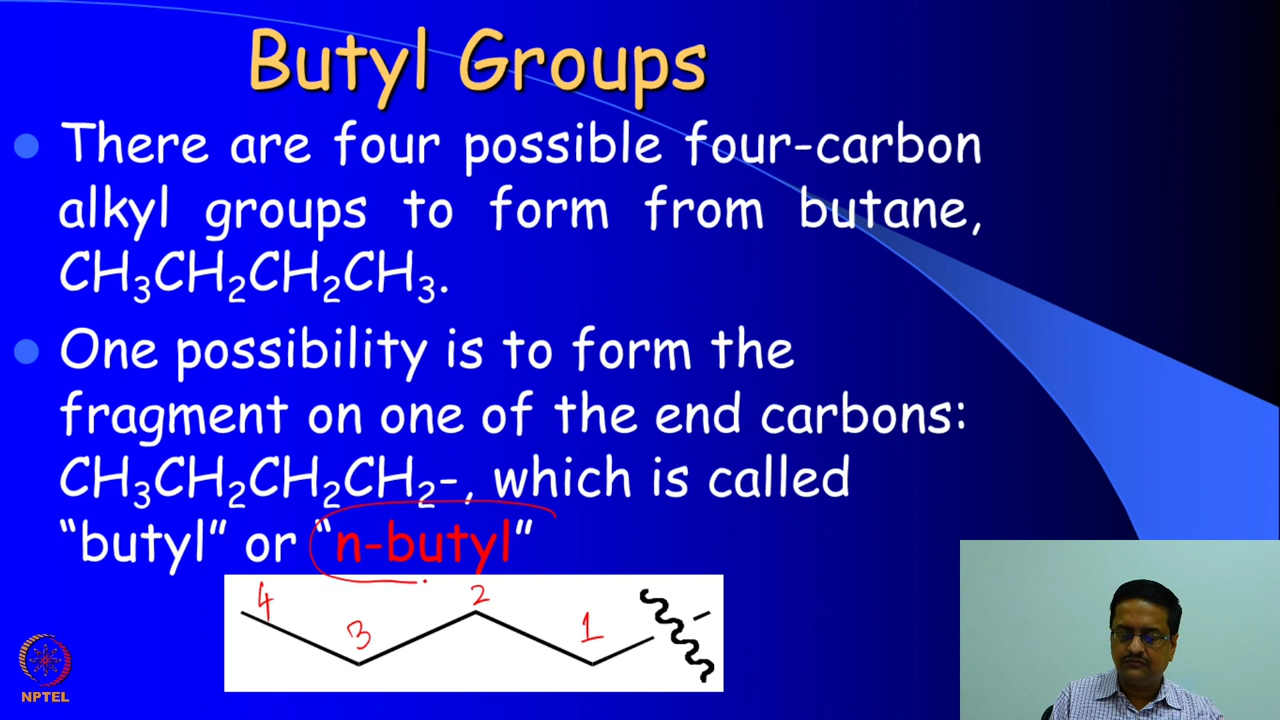 Butyl Groups
There are four possible four-carbon
alkyl groups to form from butane,
CH₃CH₂CH₂CH₃.
One possibility is to form the
fragment on one of the end carbons:
CH₃CH₂CH₂CH₂-, which is called
“butyl” or “n-butyl”
4 3 2 1
NPTEL